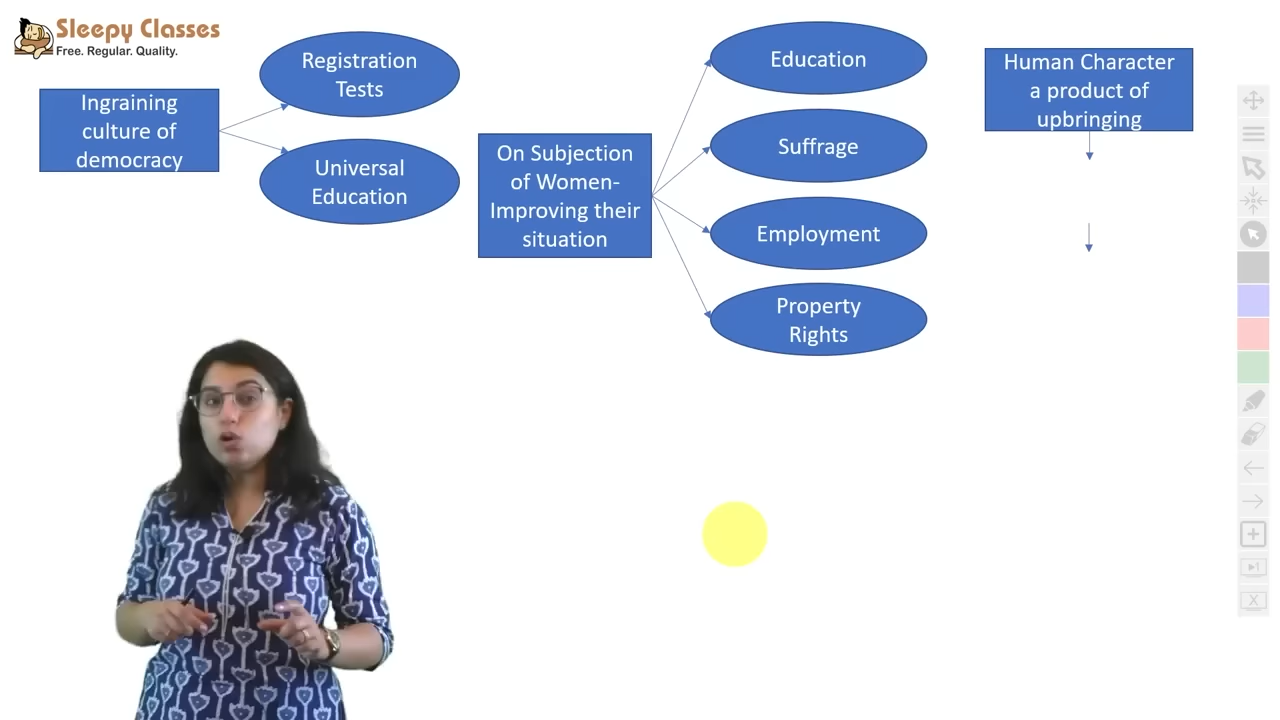 Sleepy Classes
Free. Regular. Quality.
Ingraining
culture of
democracy
Registration
Tests
Universal
Education
On Subjection
of Women-
Improving their
situation
Education
Suffrage
Employment
Property
Rights
Human Character
a product of
upbringing